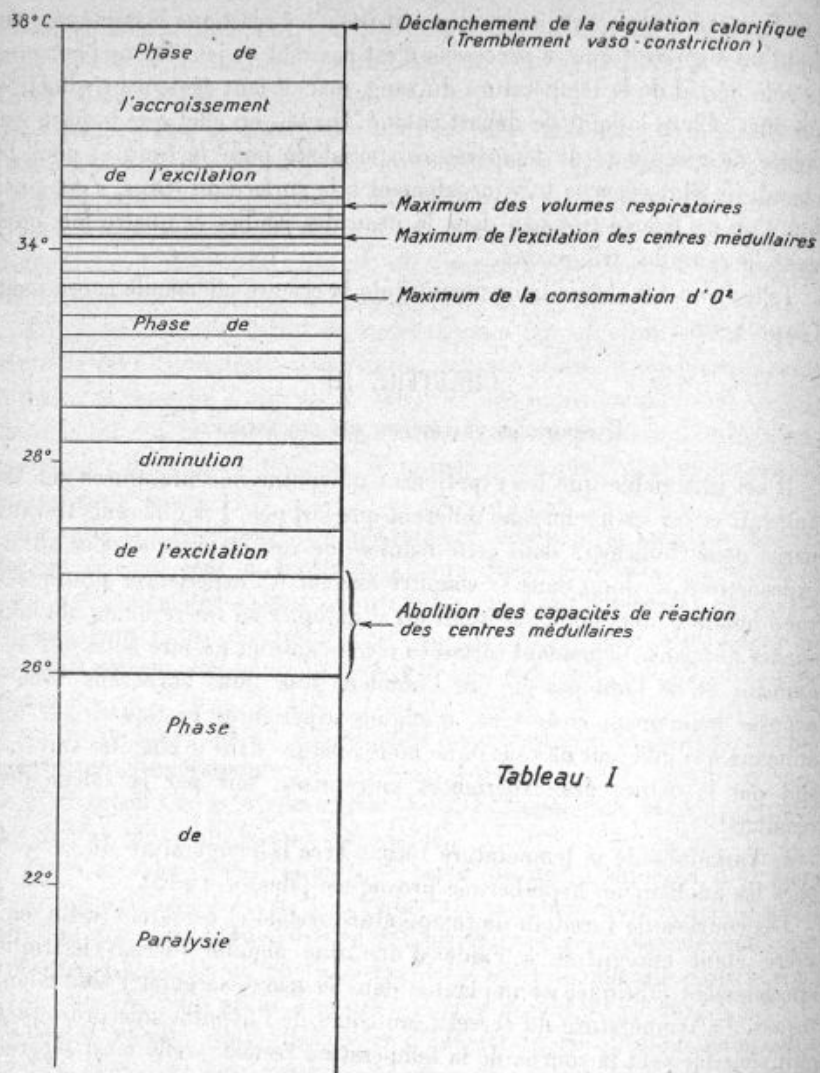 38°C
Déclanchement de la régulation calorifique
(Tremblement vaso-constriction)
Phase de
l'accroissement
de l'excitation
Maximum des volumes respiratoires
Maximum de l'excitation des centres médullaires
34°
Maximum de la consommation d'O²
Phase de
28°
diminution
de l'excitation
Abolition des capacités de réaction
des centres médullaires
26°
Phase
Tableau I
de
22°
Paralysie